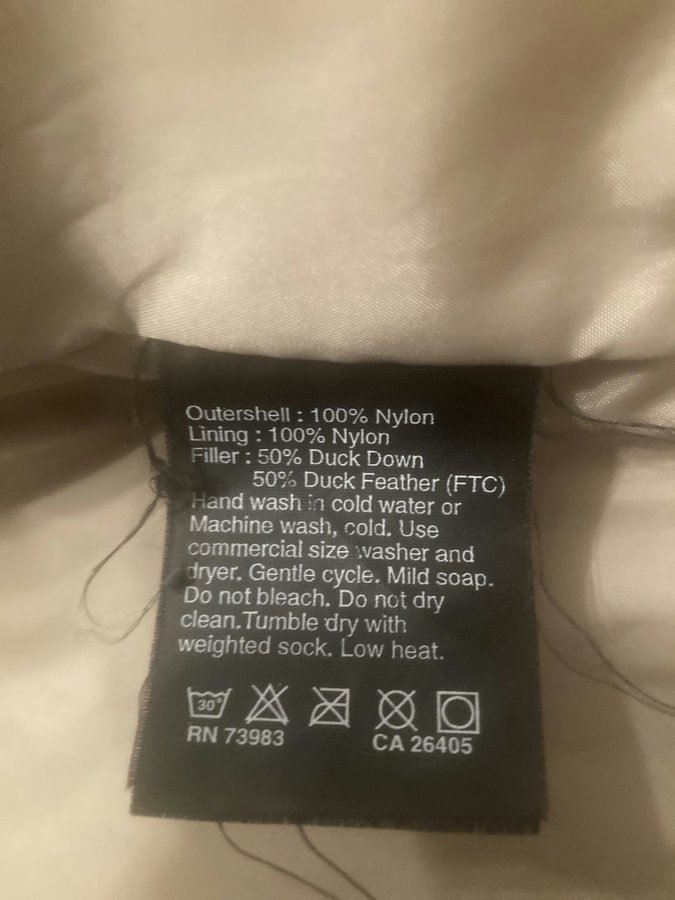 Outershell : 100% Nylon
Lining : 100% Nylon
Filler : 50% Duck Down
50% Duck Feather (FTC)
Hand wash in cold water or
Machine wash, cold. Use
commercial size washer and
dryer. Gentle cycle. Mild soap.
Do not bleach. Do not dry
clean.Tumble dry with
weighted sock. Low heat.
30°
RN 73983 CA 26405